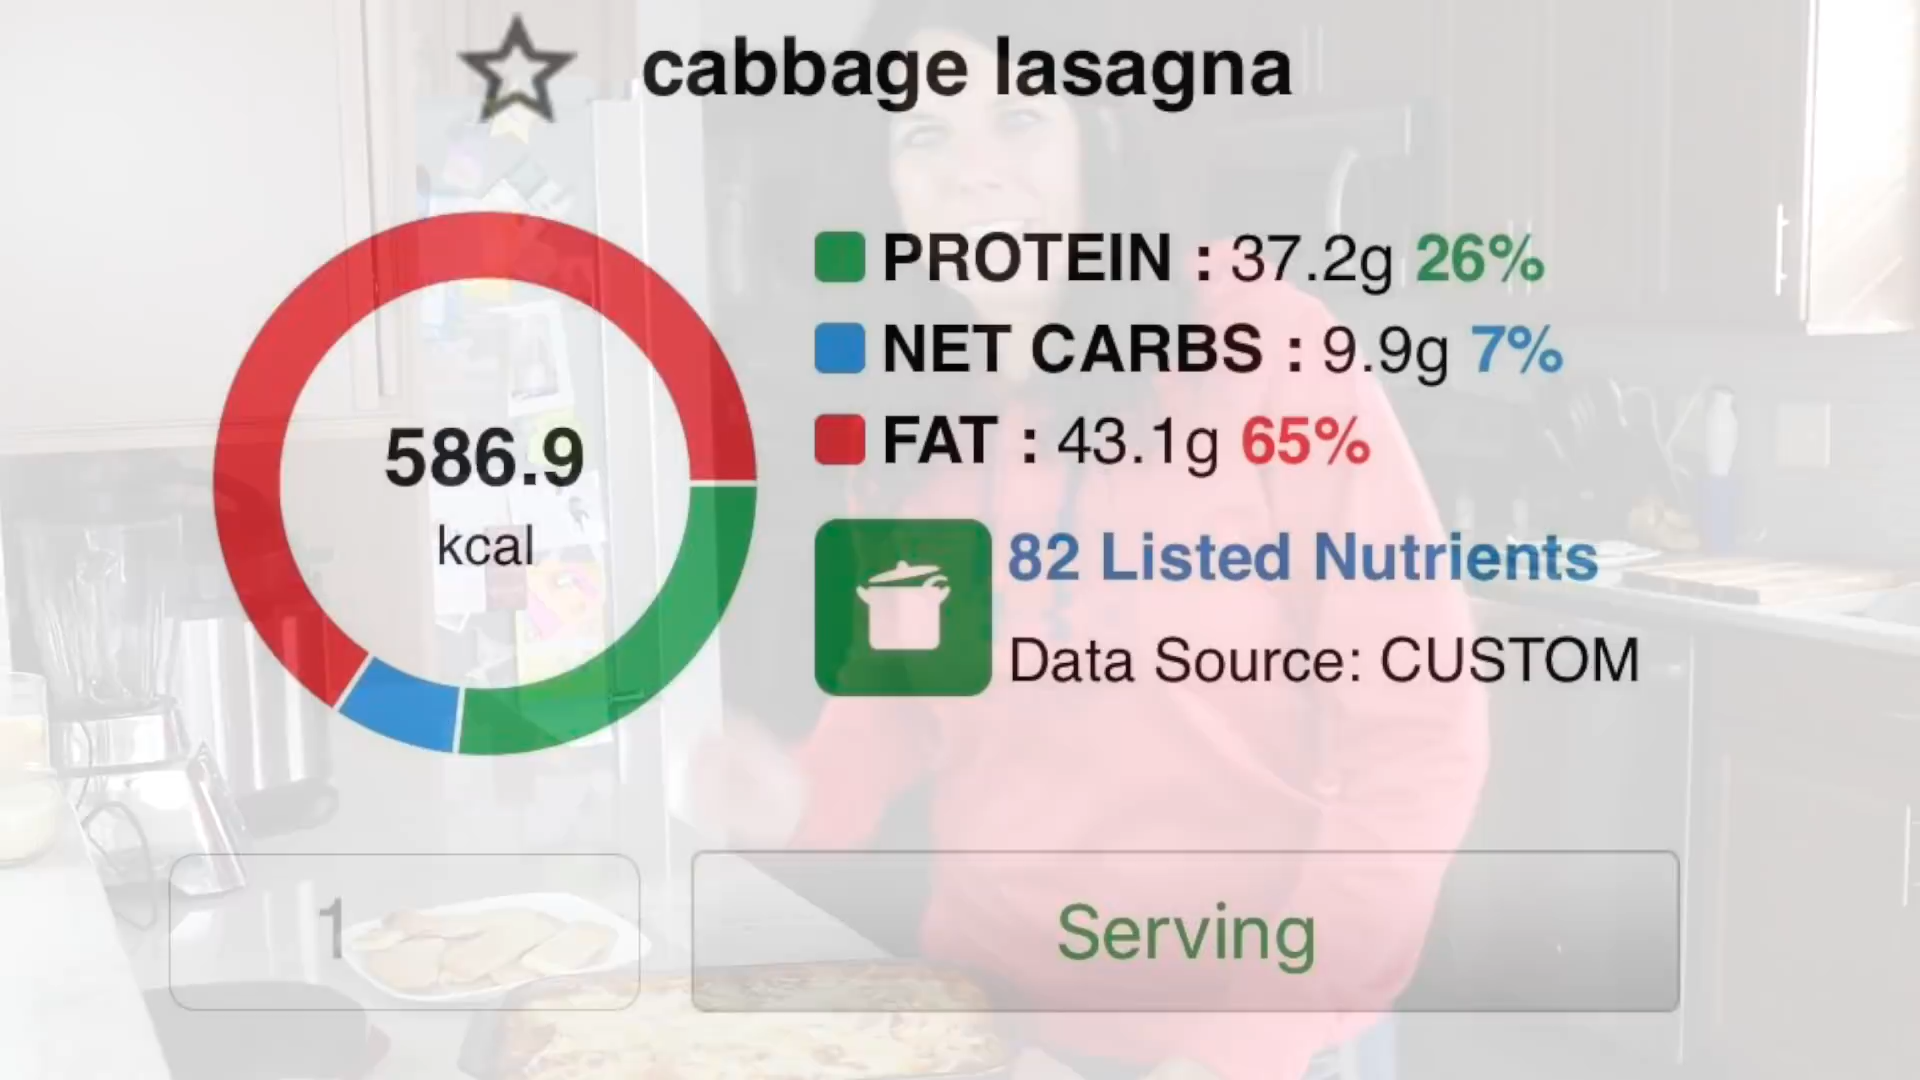 cabbage lasagna
PROTEIN : 37.2g 26%
NET CARBS : 9.9g 7%
FAT : 43.1g 65%
586.9
kcal
82 Listed Nutrients
Data Source: CUSTOM
1
Serving